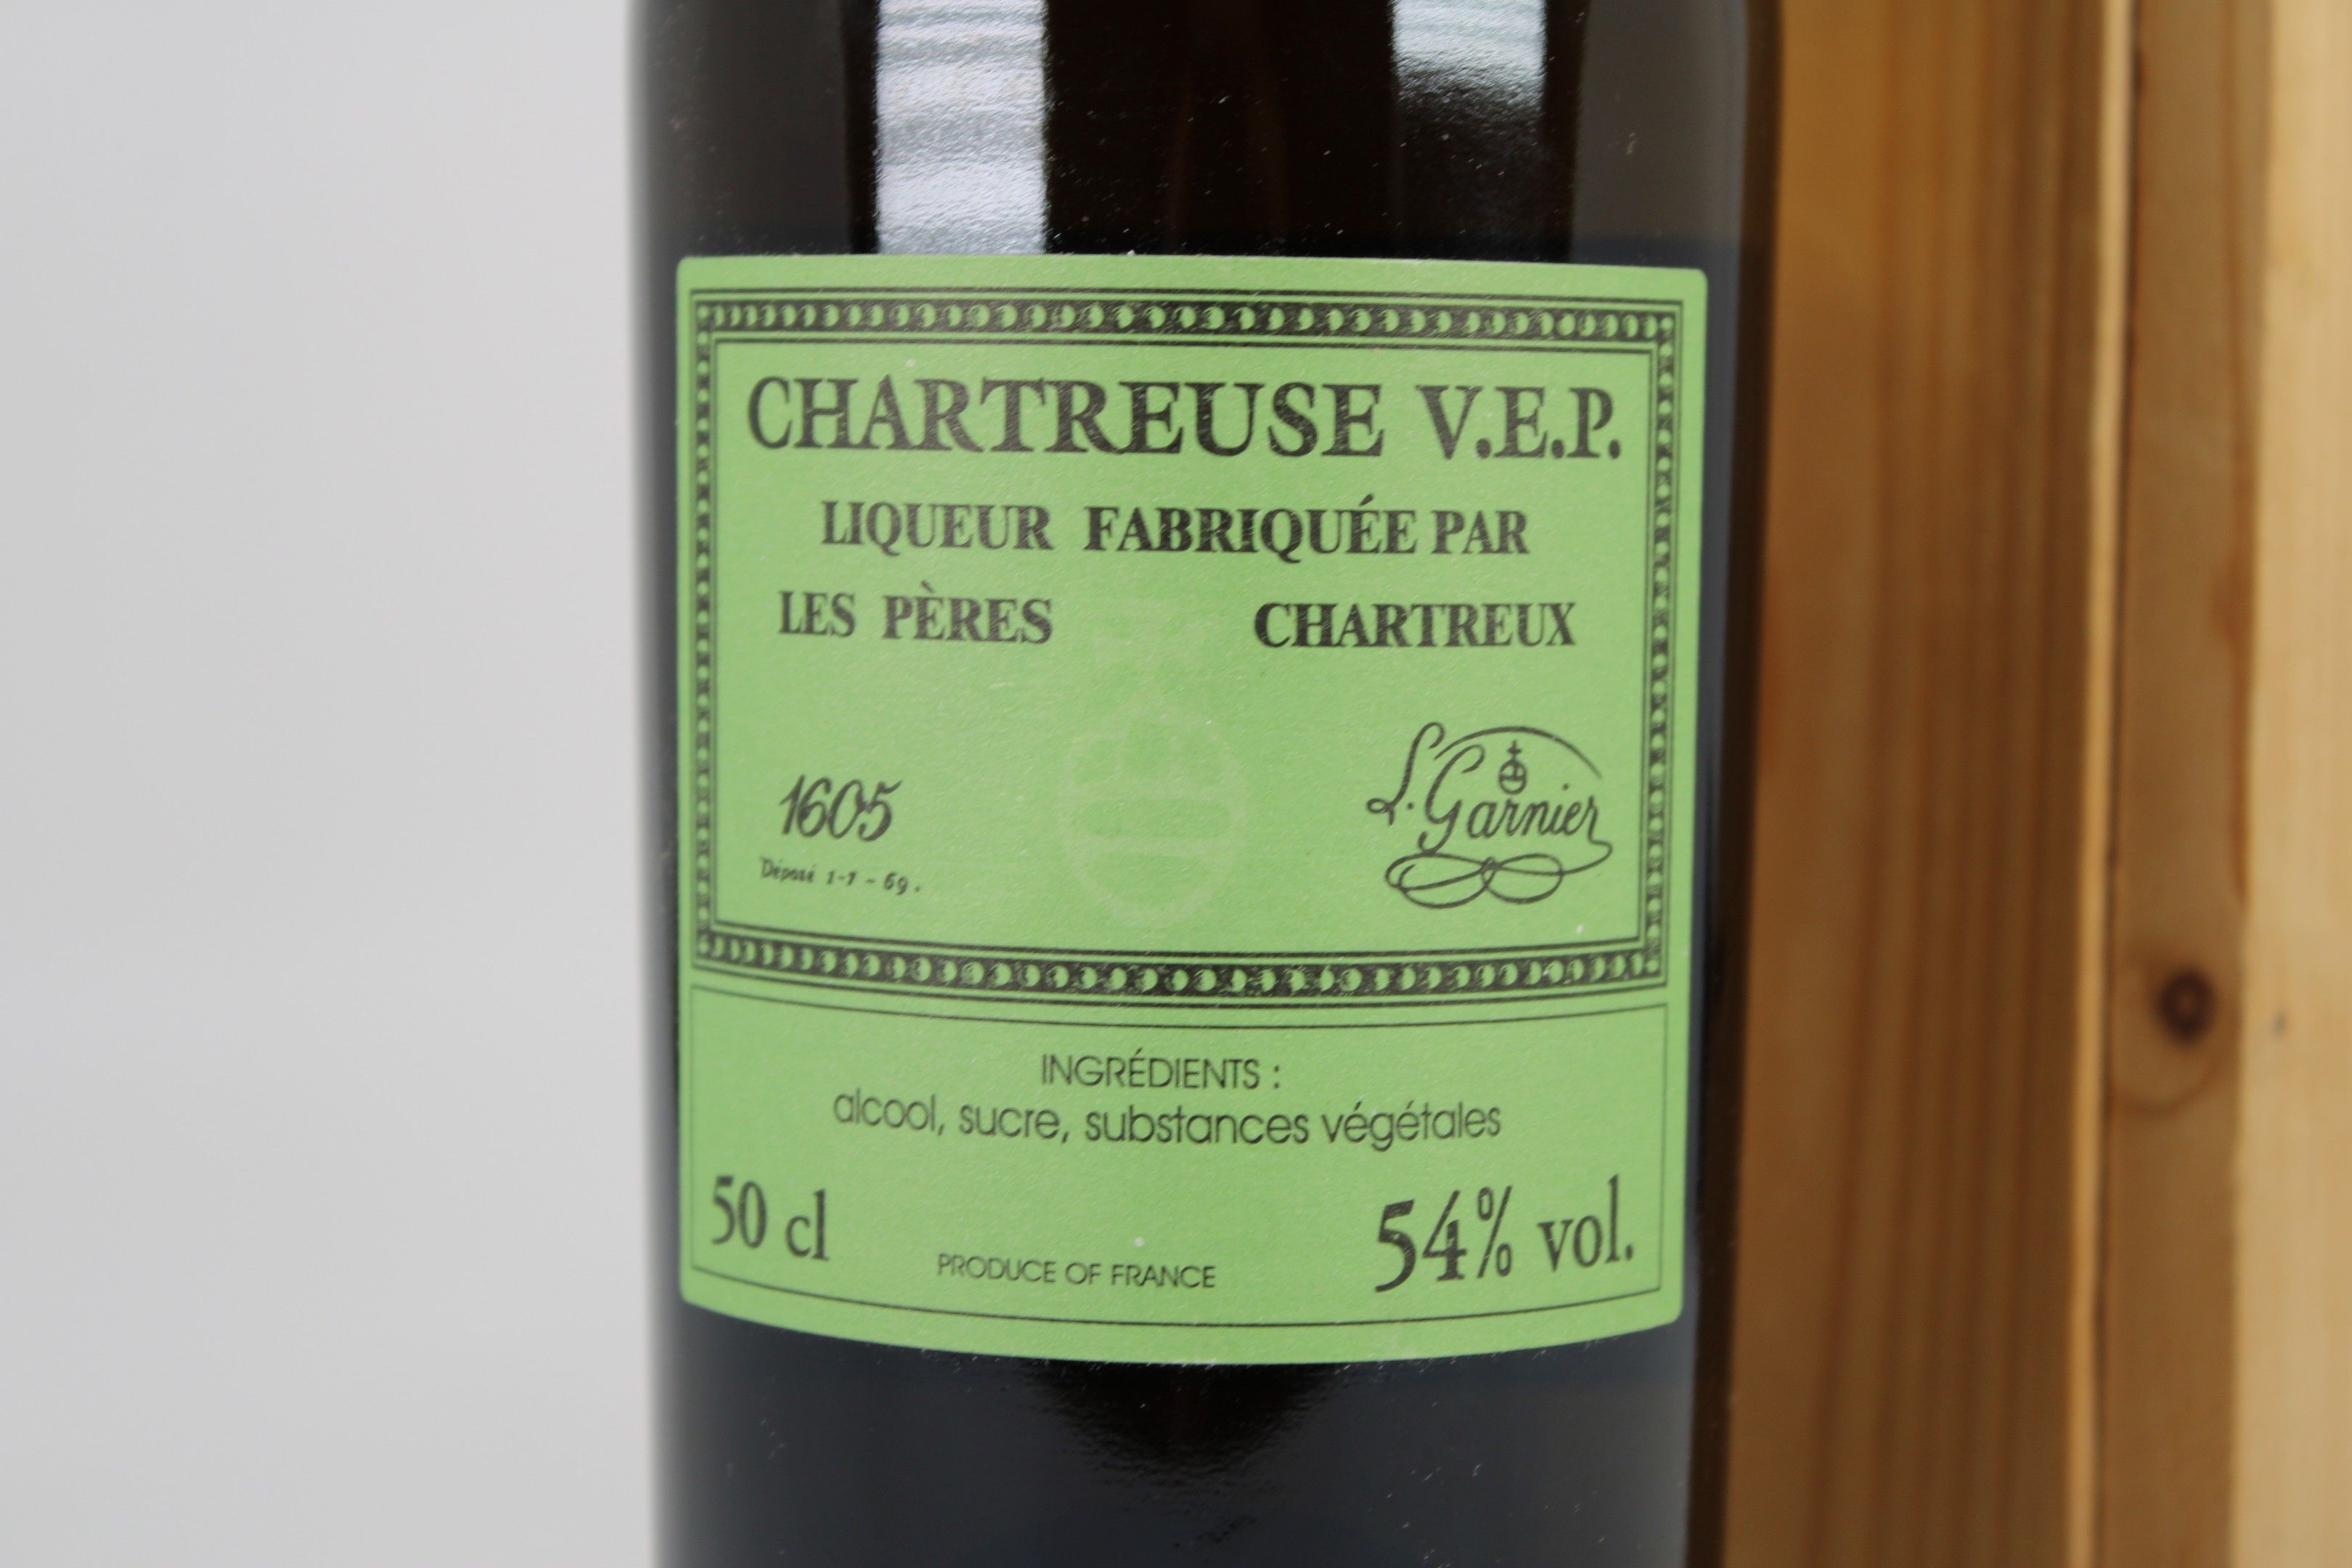 CHARTREUSE V.E.P.
LIQUEUR FABRIQUÉE PAR
LES PÈRES CHARTREUX
1605
L. Garnier
Déposé 1-7-69.
INGRÉDIENTS :
alcool, sucre, substances végétales
50 cl
PRODUCE OF FRANCE
54% vol.